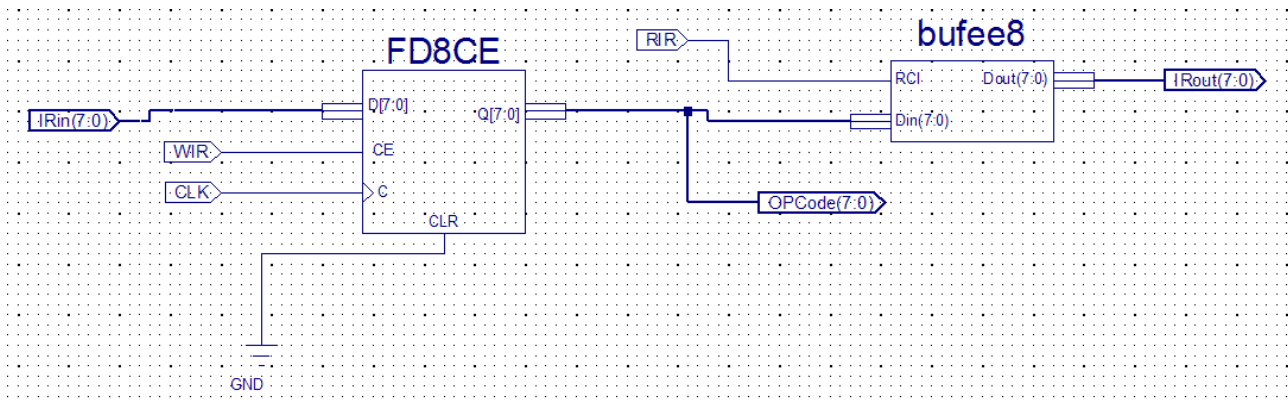 FD8CE
bufee8
RIR
RCI
Dout(7:0)
IRout(7:0)
D[7:0]
Q[7:0]
IRin(7:0)
Din(7:0)
WIR
CE
CLK
C
OPCode(7:0)
CLR
GND